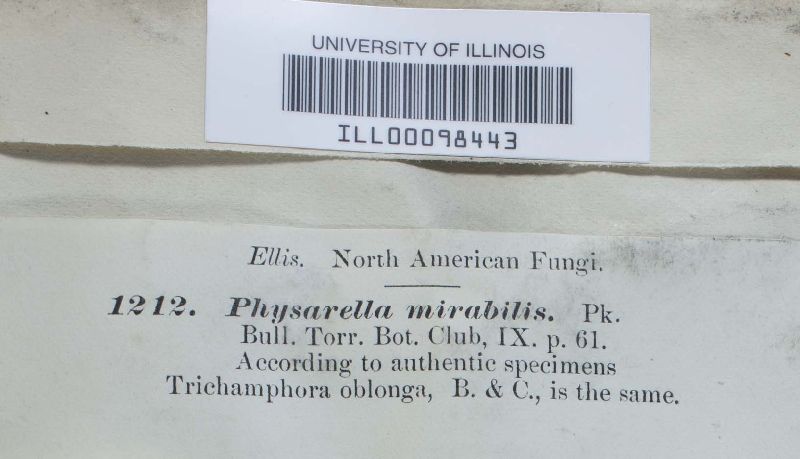 UNIVERSITY OF ILLINOIS
ILL00098443
Ellis. North American Fungi.
1212. Physarella mirabilis. Pk.
Bull. Torr. Bot. Club, IX. p. 61.
According to authentic specimens
Trichamphora oblonga, B. & C., is the same.